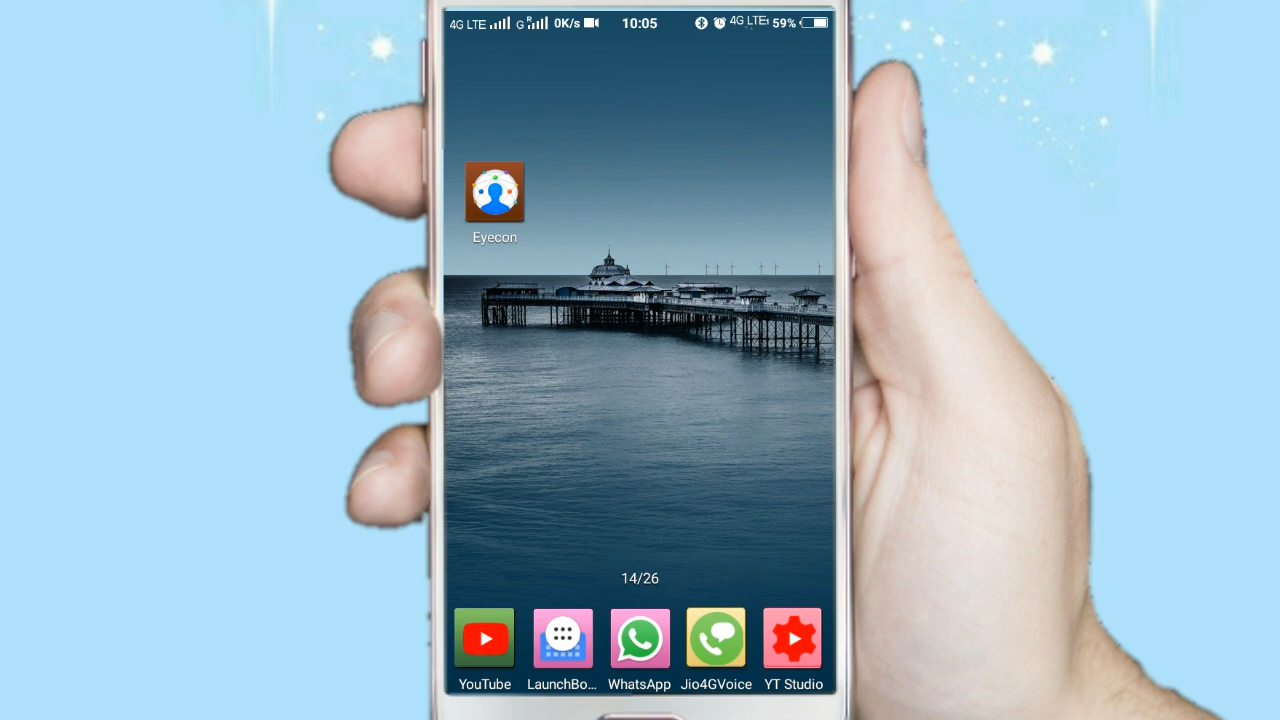 4G LTE G R 0K/s 10:05 4G LTE 59%
Eyecon
14/26
YouTube LaunchBo... WhatsApp Jio4GVoice YT Studio